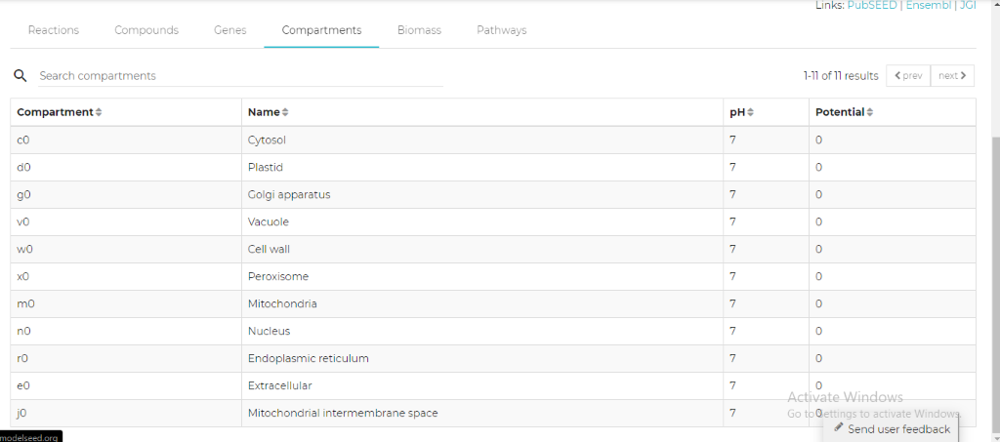 Links: PubSEED | Ensembl | JGI
Reactions Compounds Genes Compartments Biomass Pathways
Search compartments 1-11 of 11 results prev next
Compartment Name pH Potential
c0 Cytosol 7 0
d0 Plastid 7 0
g0 Golgi apparatus 7 0
v0 Vacuole 7 0
w0 Cell wall 7 0
x0 Peroxisome 7 0
m0 Mitochondria 7 0
n0 Nucleus 7 0
r0 Endoplasmic reticulum 7 0
e0 Extracellular 7 0
Activate Windows
j0 Mitochondrial intermembrane space 7 0
Go to Settings to activate Windows.
Send user feedback
modelseed.org